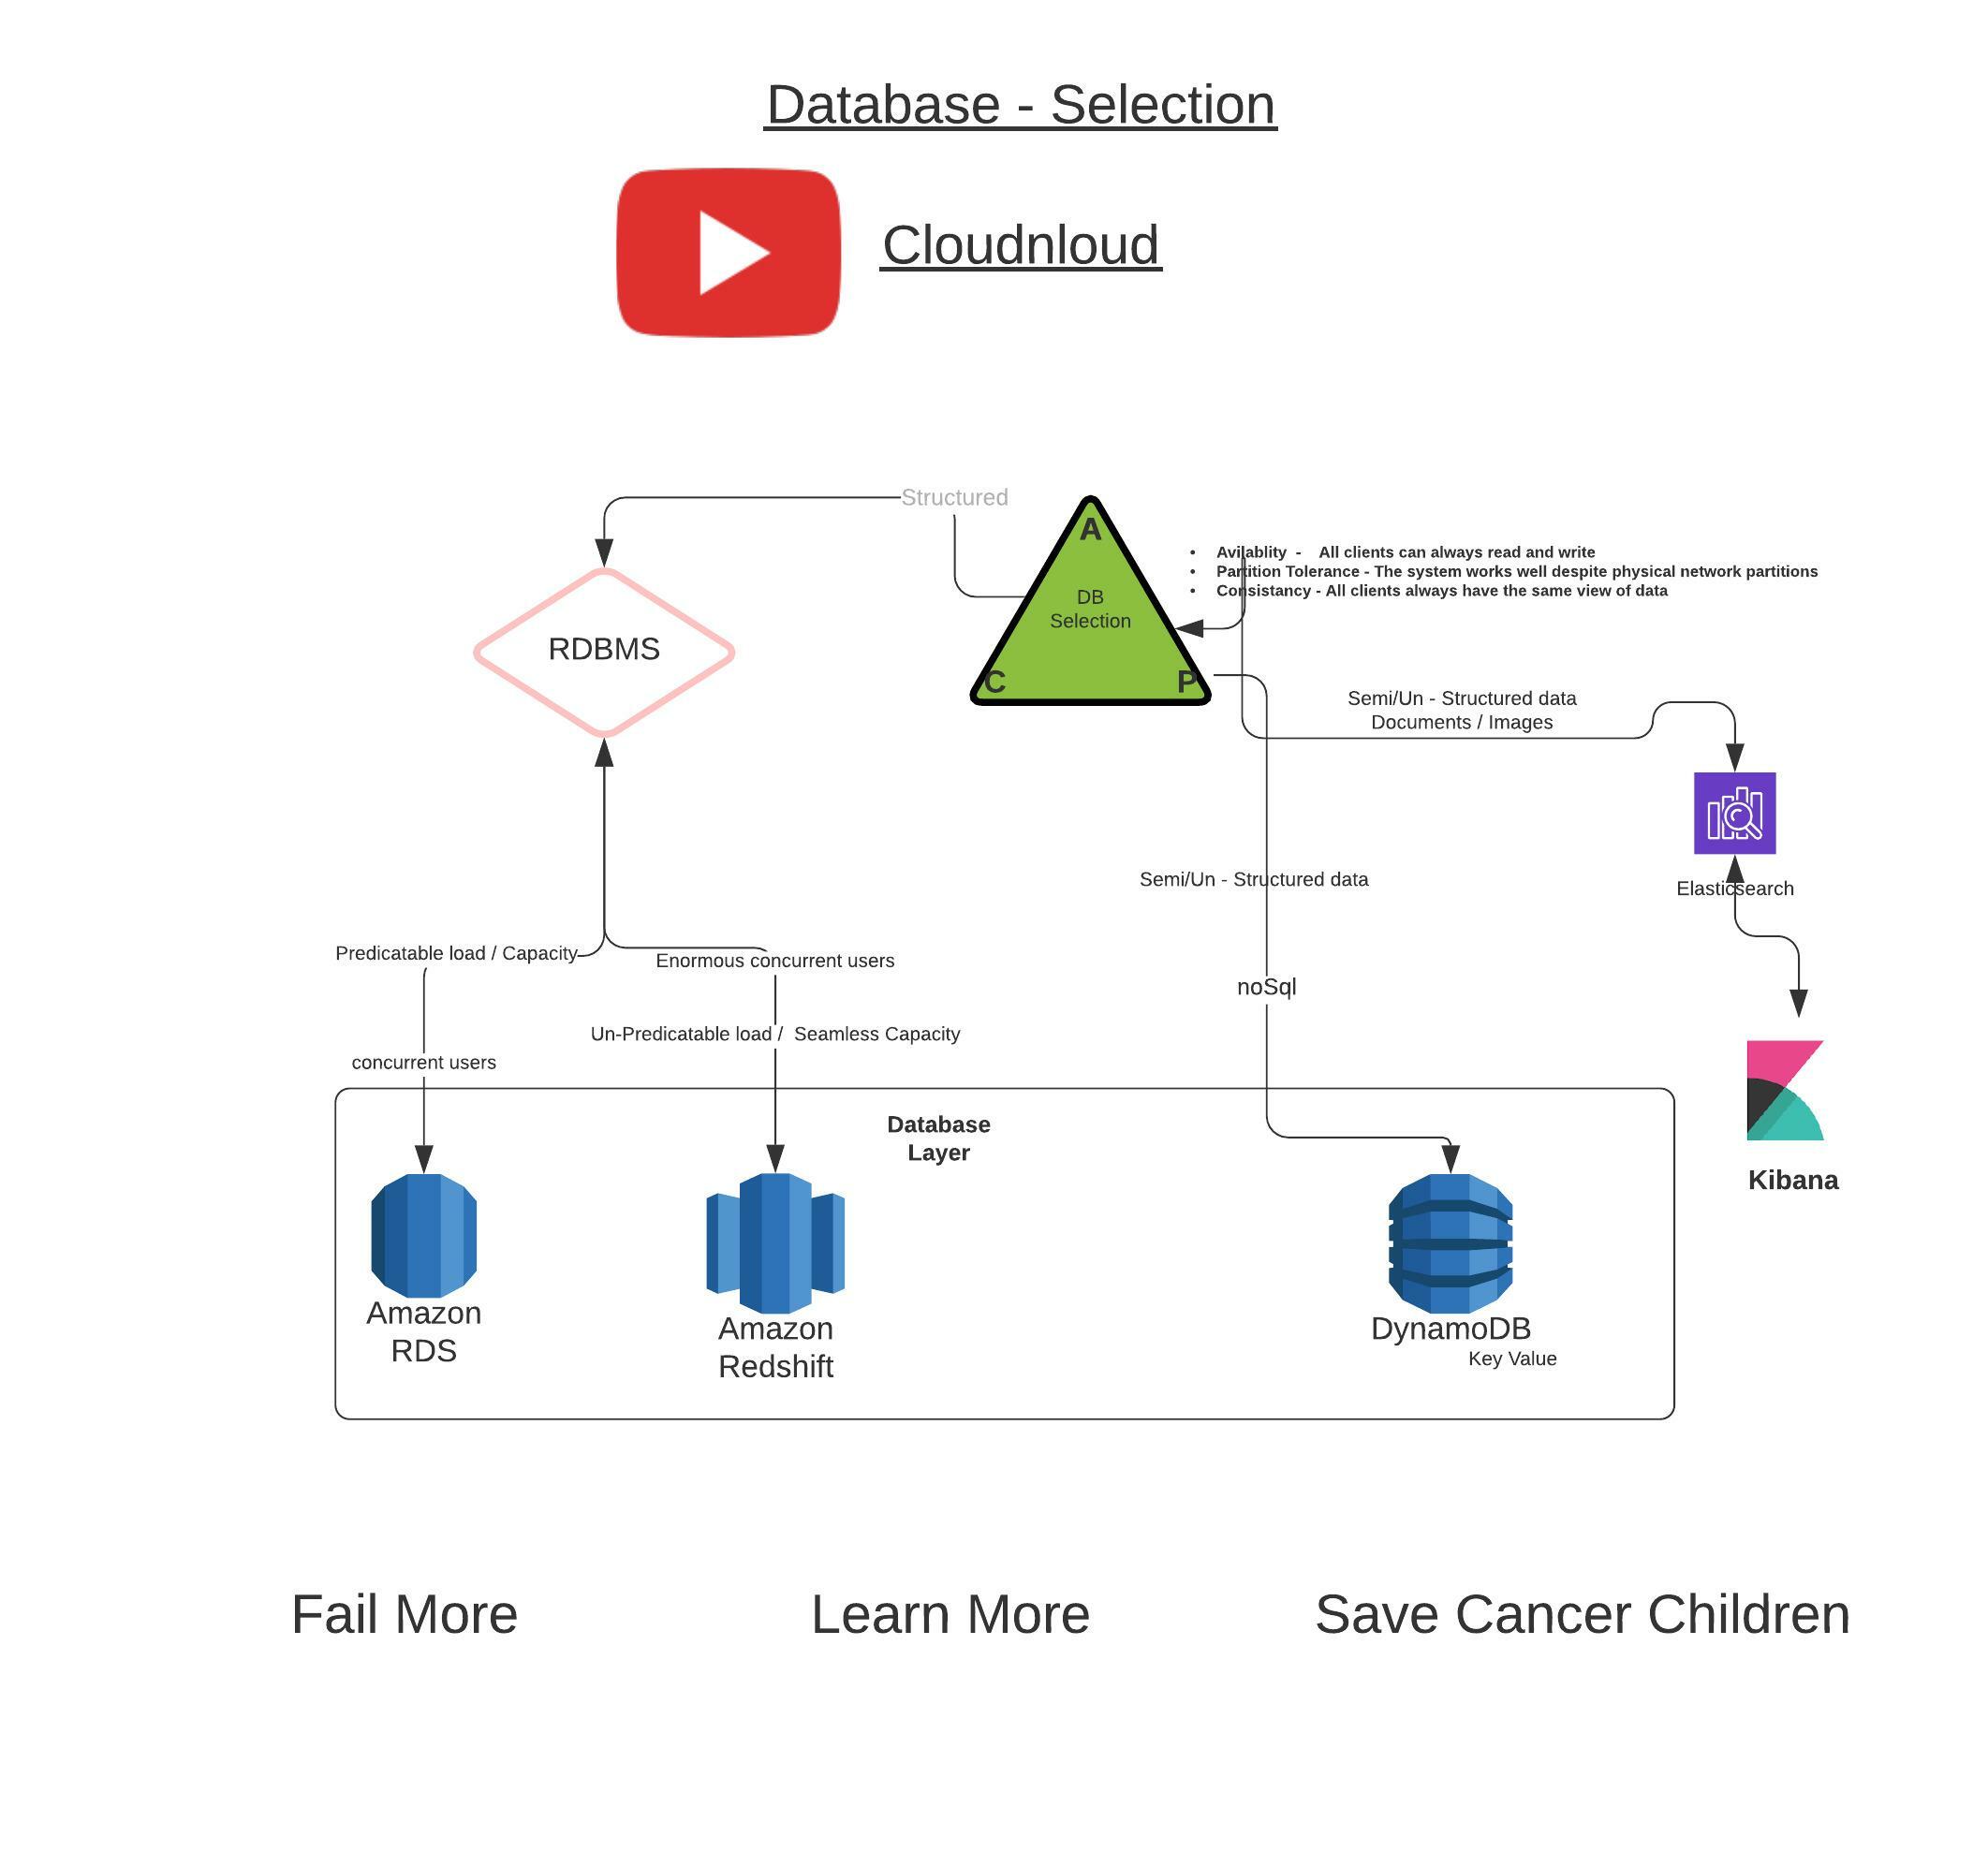 Database - Selection
Cloudnloud
Structured
A
DB
Selection
C
P
• Avilablity - All clients can always read and write
• Partition Tolerance - The system works well despite physical network partitions
• Consistancy - All clients always have the same view of data
RDBMS
Semi/Un - Structured data
Documents / Images
Semi/Un - Structured data
Elasticsearch
Predicatable load / Capacity
Enormous concurrent users
noSql
Un-Predicatable load / Seamless Capacity
concurrent users
Database
Layer
Kibana
Amazon
RDS
Amazon
Redshift
DynamoDB
Key Value
Fail More
Learn More
Save Cancer Children